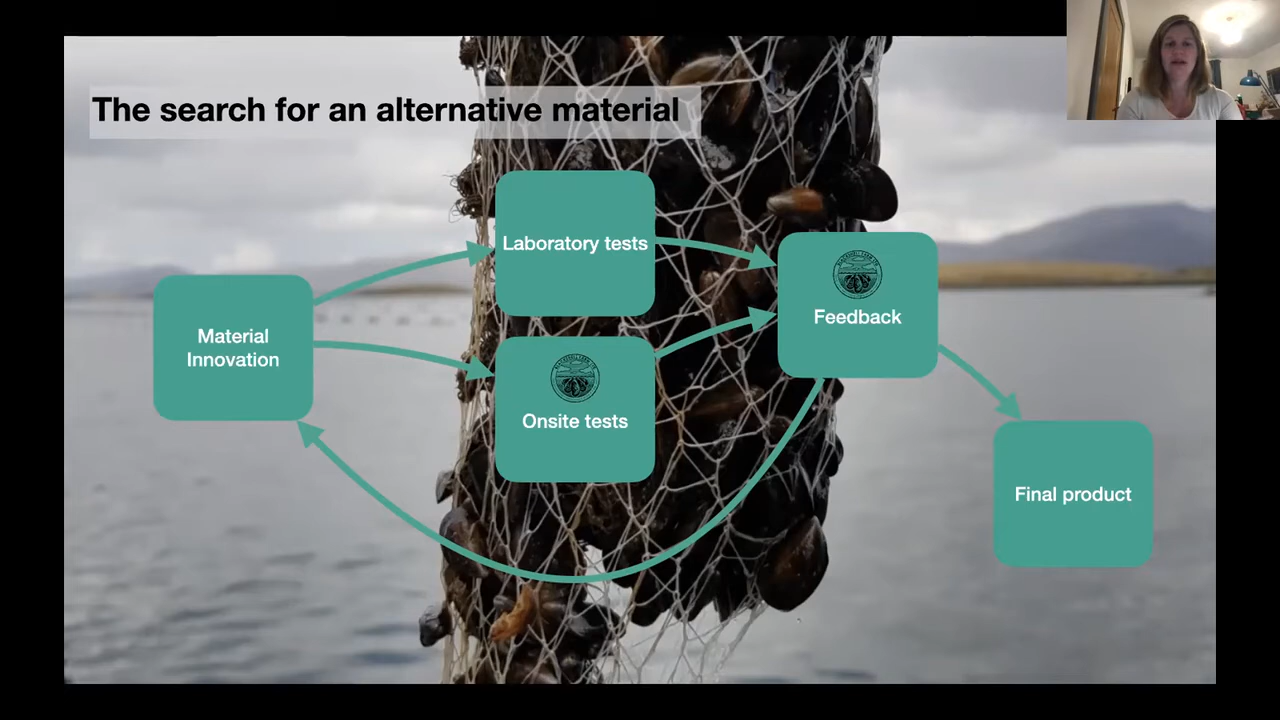 The search for an alternative material
Laboratory tests
Feedback
Material
Innovation
Onsite tests
Final product